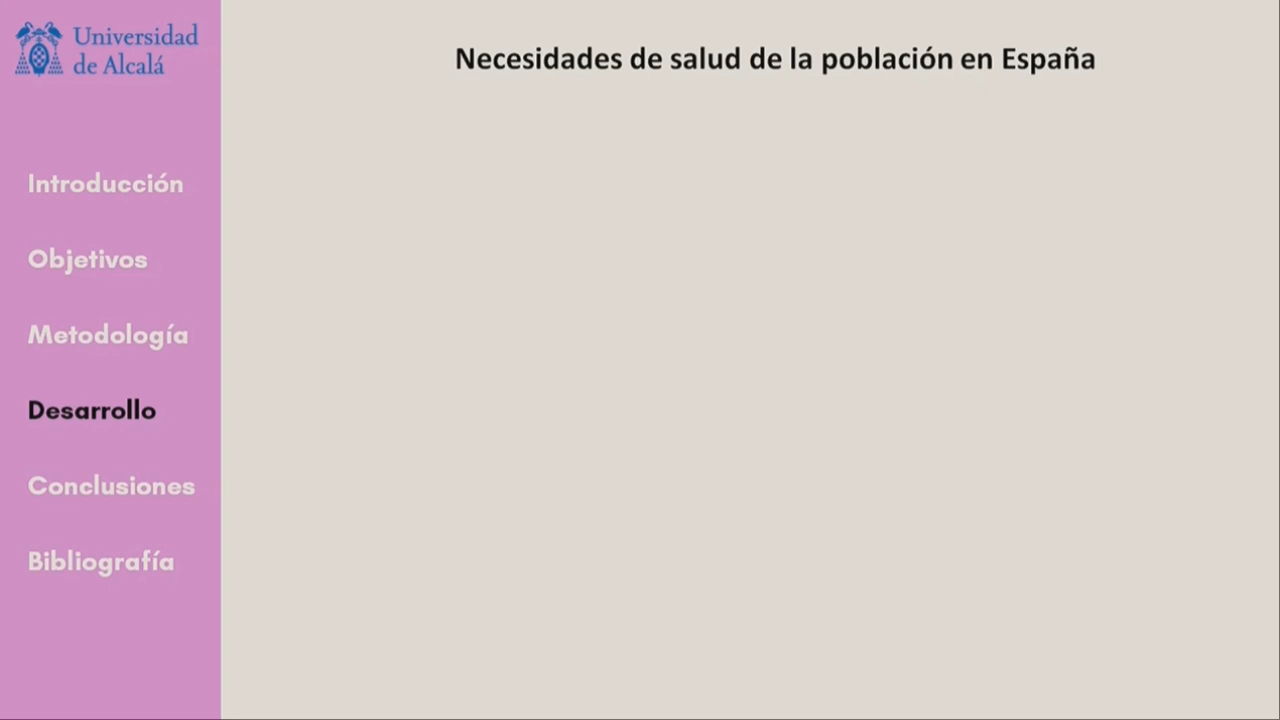 Universidad
de Alcalá
Necesidades de salud de la población en España
Introducción
Objetivos
Metodología
Desarrollo
Conclusiones
Bibliografía